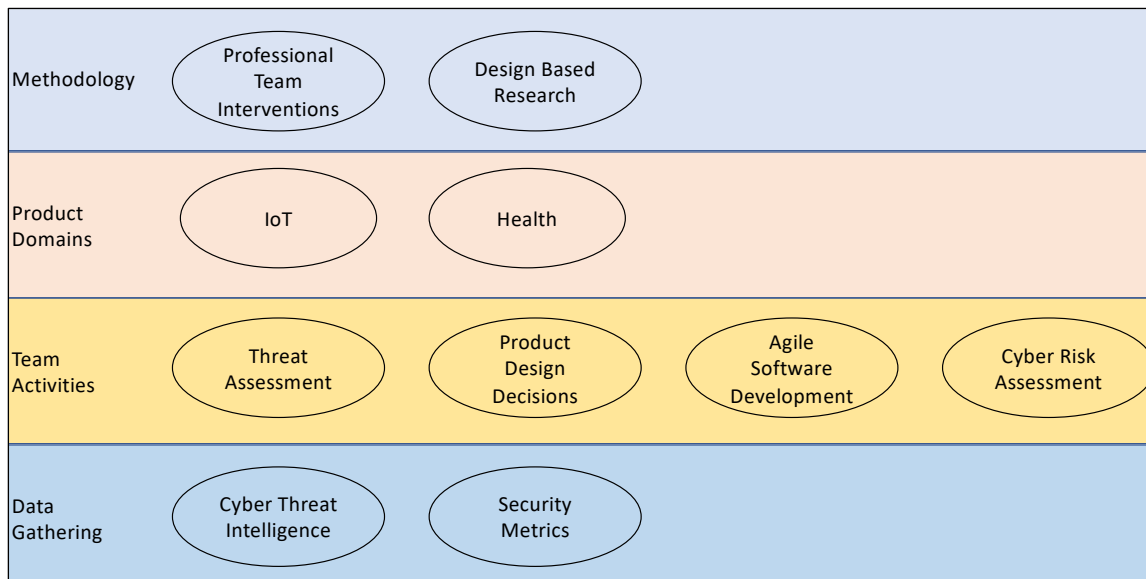 Methodology
Professional
Team
Interventions
Design Based
Research
Product
Domains
IoT
Health
Team
Activities
Threat
Assessment
Product
Design
Decisions
Agile
Software
Development
Cyber Risk
Assessment
Data
Gathering
Cyber Threat
Intelligence
Security
Metrics